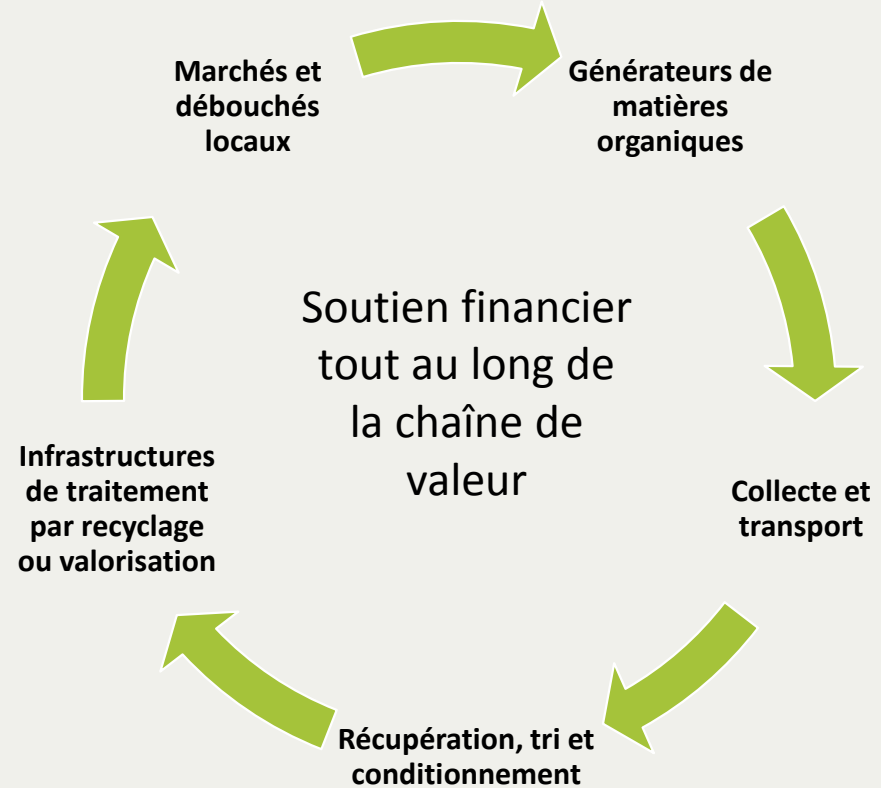 Marchés et
débouchés
locaux
Générateurs de
matières
organiques
Soutien financier
tout au long de
la chaîne de
valeur
Collecte et
transport
Récupération, tri et
conditionnement
Infrastructures
de traitement
par recyclage
ou valorisation